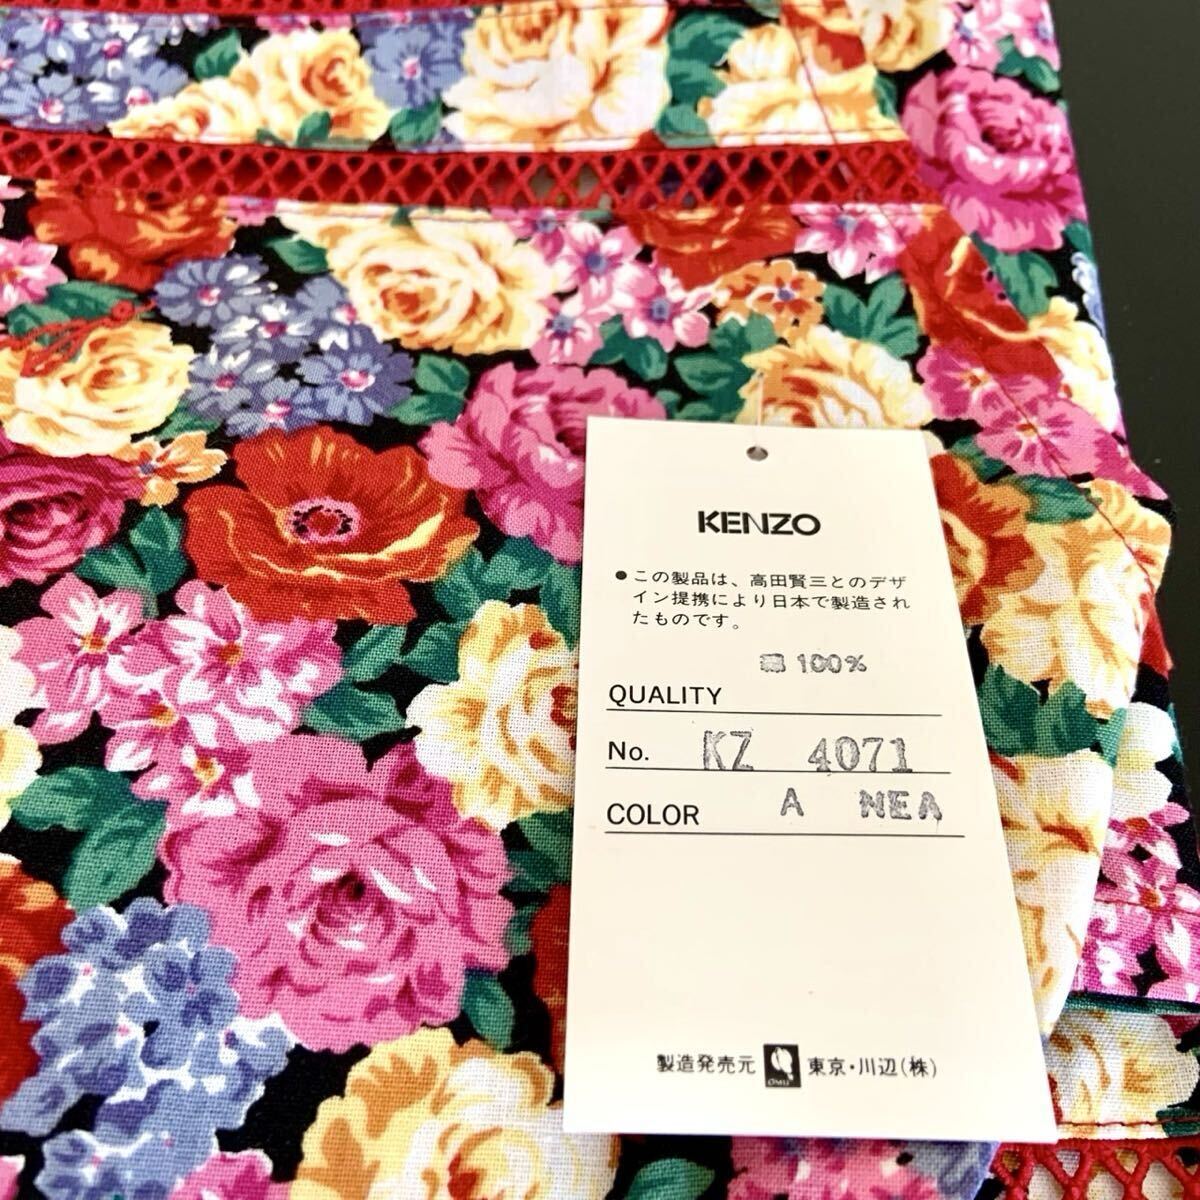 KENZO
●この製品は、高田賢三とのデザ
イン提携により日本で製造され
たものです。
100%
QUALITY
No. KZ 4071
COLOR A NEA
製造発売元 東京・川辺(株)